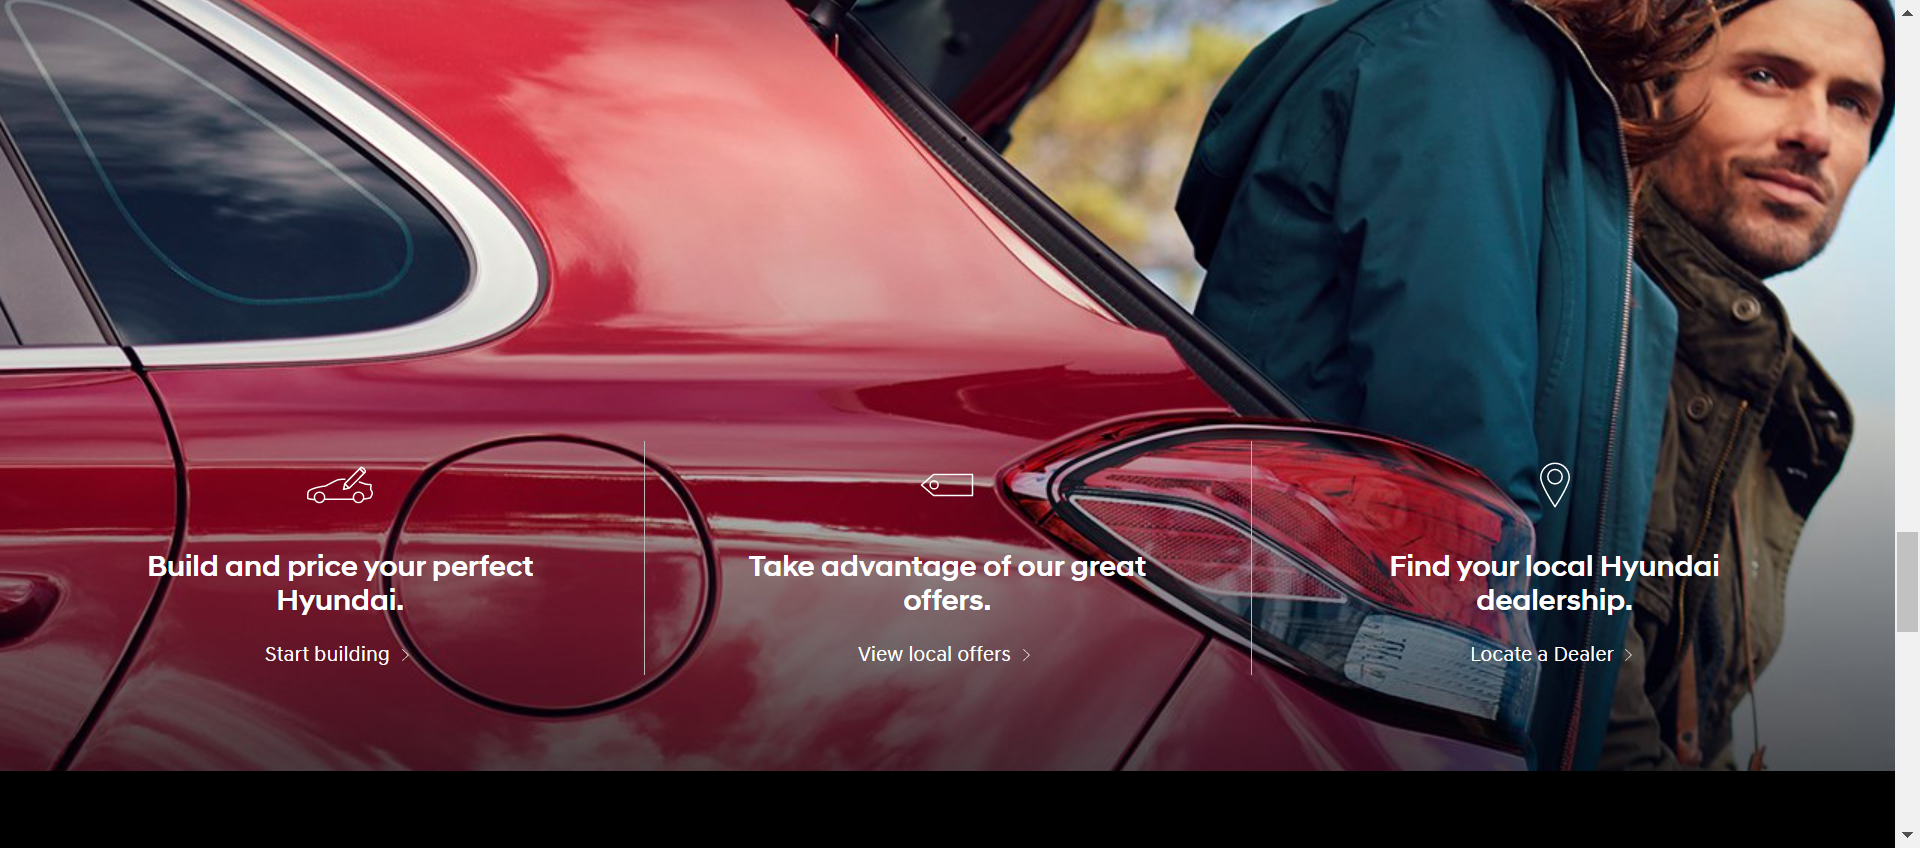 Build and price your perfect
Hyundai.
Start building
Take advantage of our great
offers.
View local offers
Find your local Hyundai
dealership.
Locate a Dealer